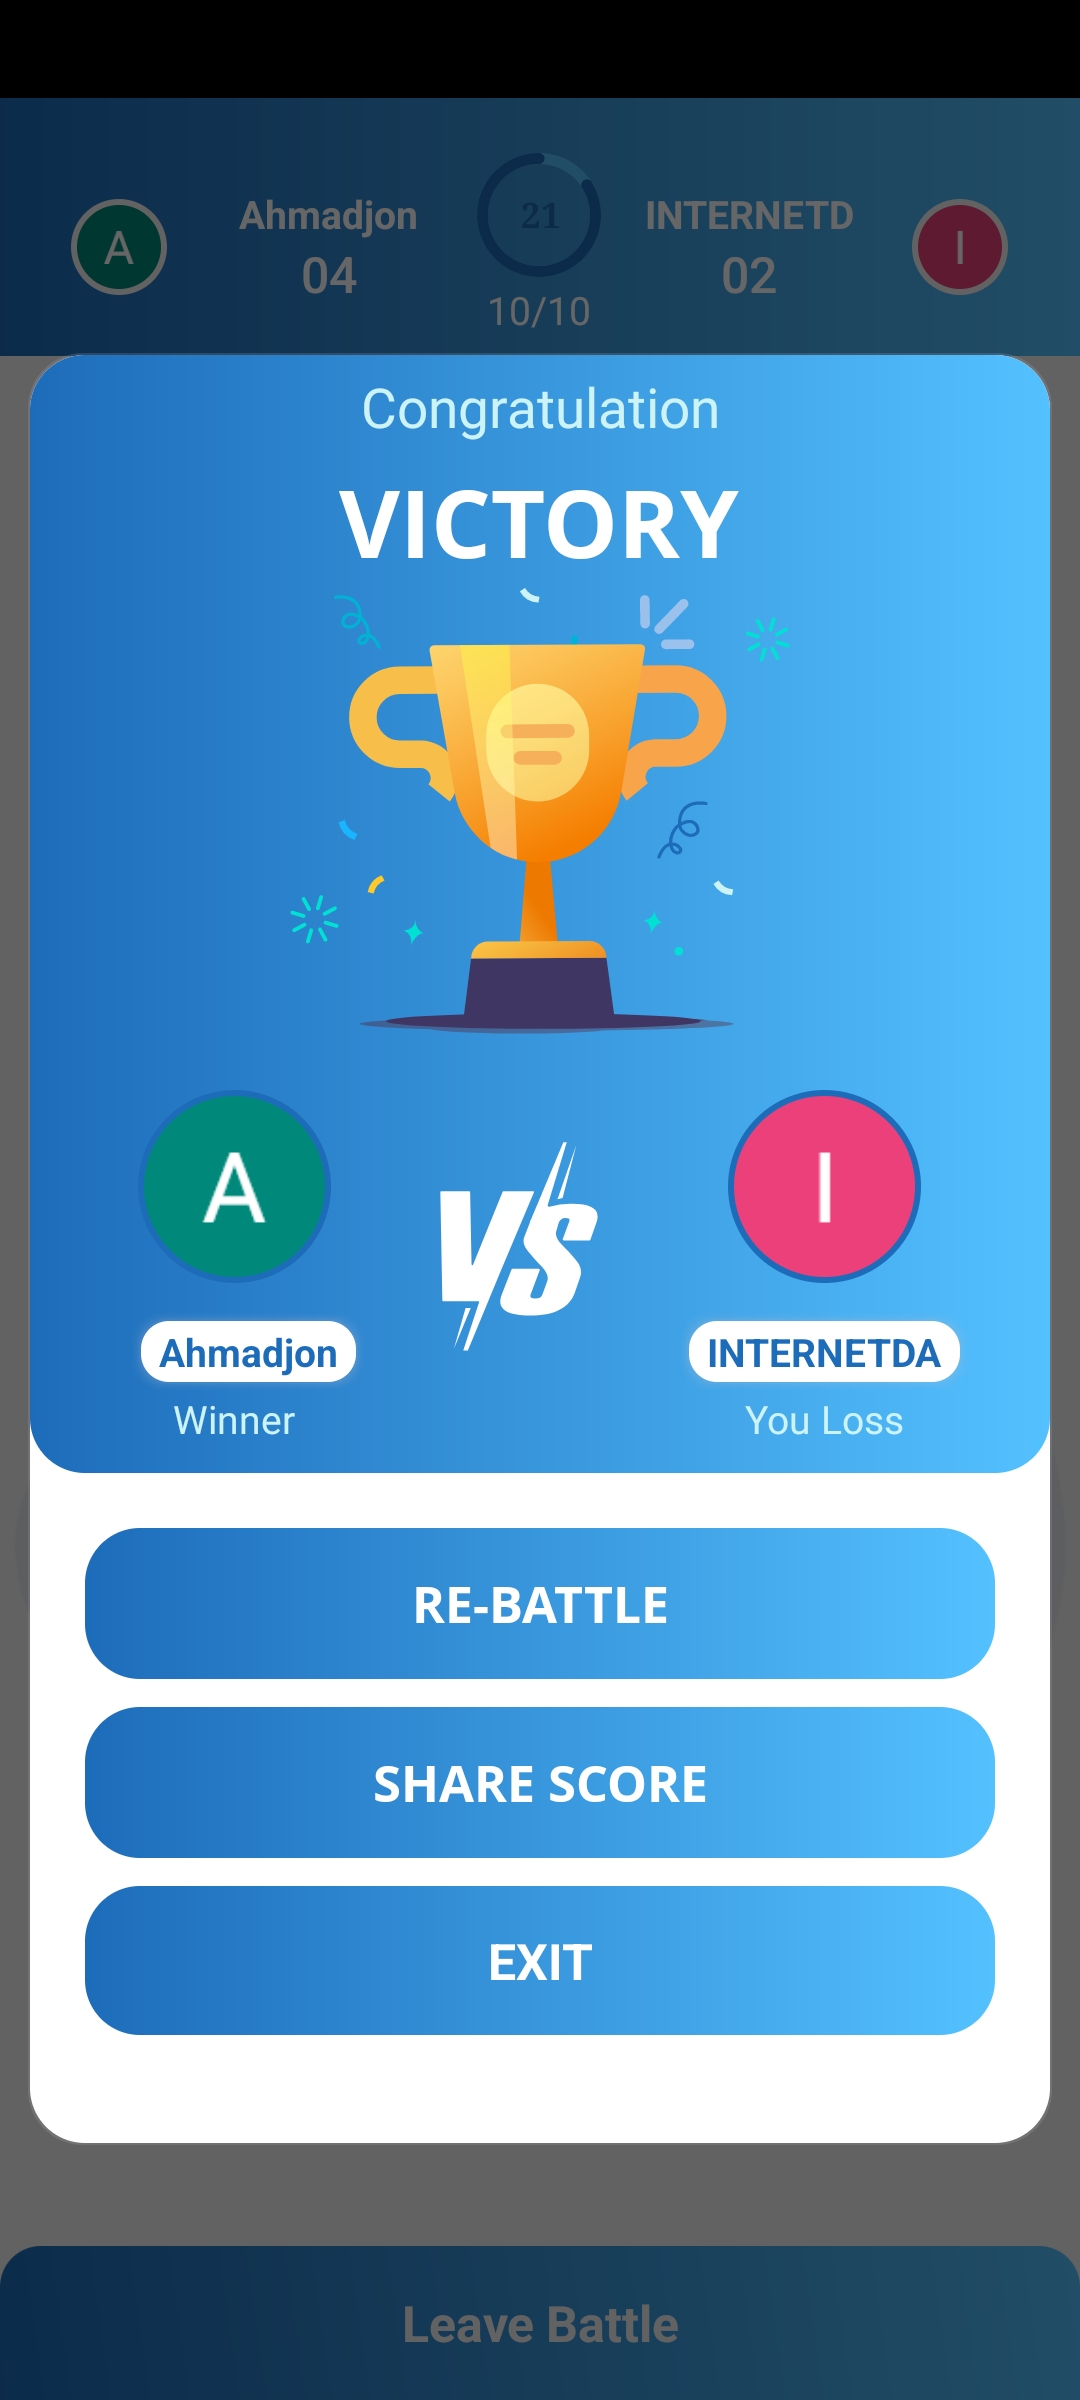 A
Ahmadjon
04
21
10/10
INTERNETD
02
I
Congratulation
VICTORY
A
VS
I
Ahmadjon
INTERNETDA
Winner
You Loss
RE-BATTLE
SHARE SCORE
EXIT
Leave Battle